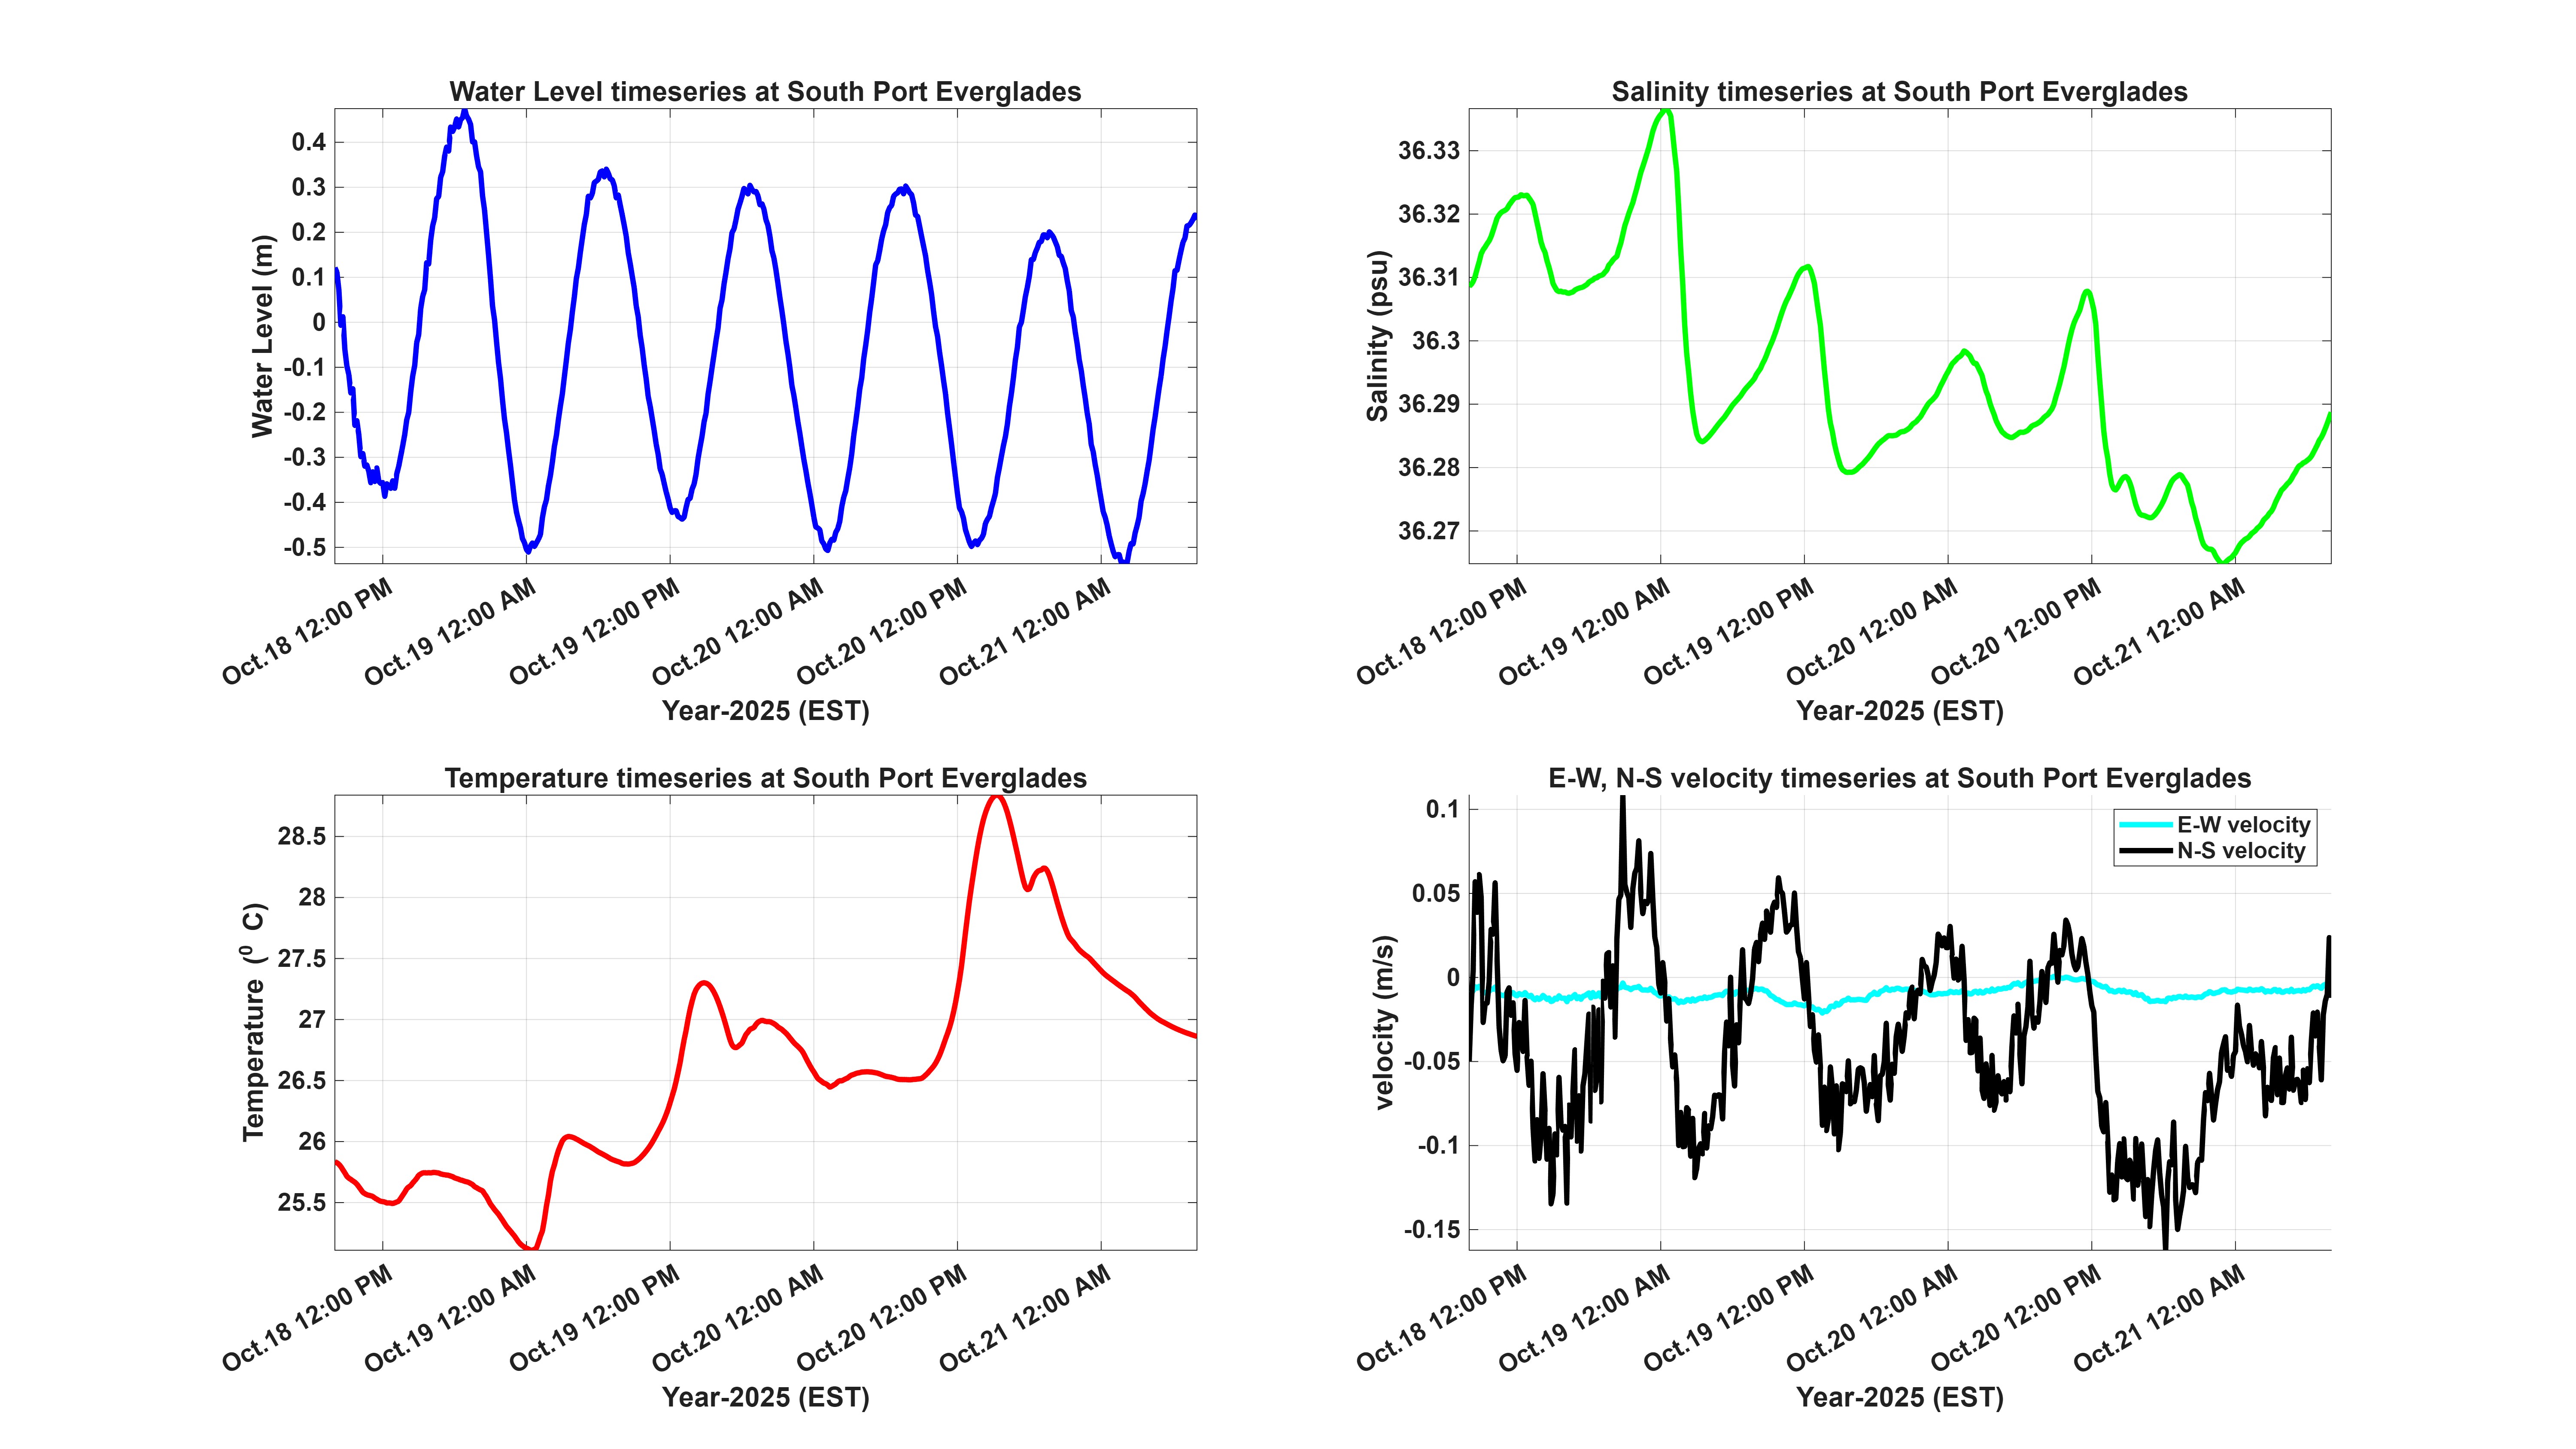 Water Level timeseries at South Port Everglades
Water Level (m)
0.4
0.3
0.2
0.1
0
-0.1
-0.2
-0.3
-0.4
-0.5
Oct.18 12:00 PM
Oct.19 12:00 AM
Oct.19 12:00 PM
Oct.20 12:00 AM
Oct.20 12:00 PM
Oct.21 12:00 AM
Year-2025 (EST)
Salinity timeseries at South Port Everglades
Salinity (psu)
36.33
36.32
36.31
36.3
36.29
36.28
36.27
Oct.18 12:00 PM
Oct.19 12:00 AM
Oct.19 12:00 PM
Oct.20 12:00 AM
Oct.20 12:00 PM
Oct.21 12:00 AM
Year-2025 (EST)
Temperature timeseries at South Port Everglades
Temperature (⁰ C)
28.5
28
27.5
27
26.5
26
25.5
Oct.18 12:00 PM
Oct.19 12:00 AM
Oct.19 12:00 PM
Oct.20 12:00 AM
Oct.20 12:00 PM
Oct.21 12:00 AM
Year-2025 (EST)
E-W, N-S velocity timeseries at South Port Everglades
velocity (m/s)
0.1
0.05
0
-0.05
-0.1
-0.15
E-W velocity
N-S velocity
Oct.18 12:00 PM
Oct.19 12:00 AM
Oct.19 12:00 PM
Oct.20 12:00 AM
Oct.20 12:00 PM
Oct.21 12:00 AM
Year-2025 (EST)